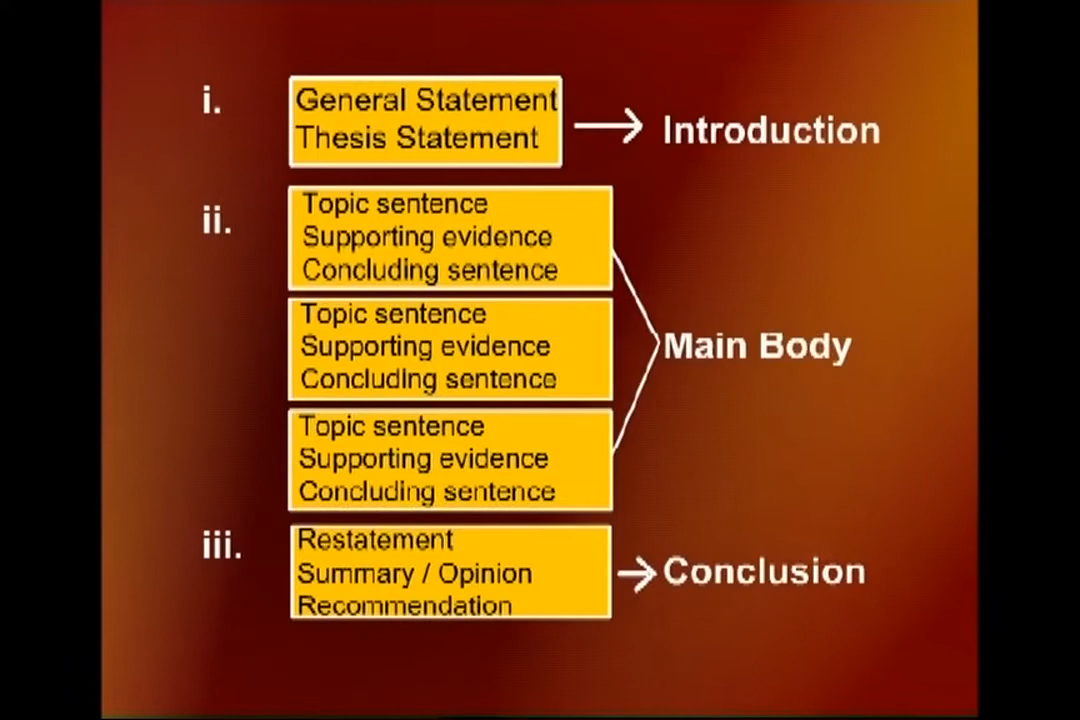 i.
General Statement
Thesis Statement
Introduction
ii.
Topic sentence
Supporting evidence
Concluding sentence
Topic sentence
Supporting evidence
Concluding sentence
Topic sentence
Supporting evidence
Concluding sentence
Main Body
iii.
Restatement
Summary / Opinion
Recommendation
Conclusion